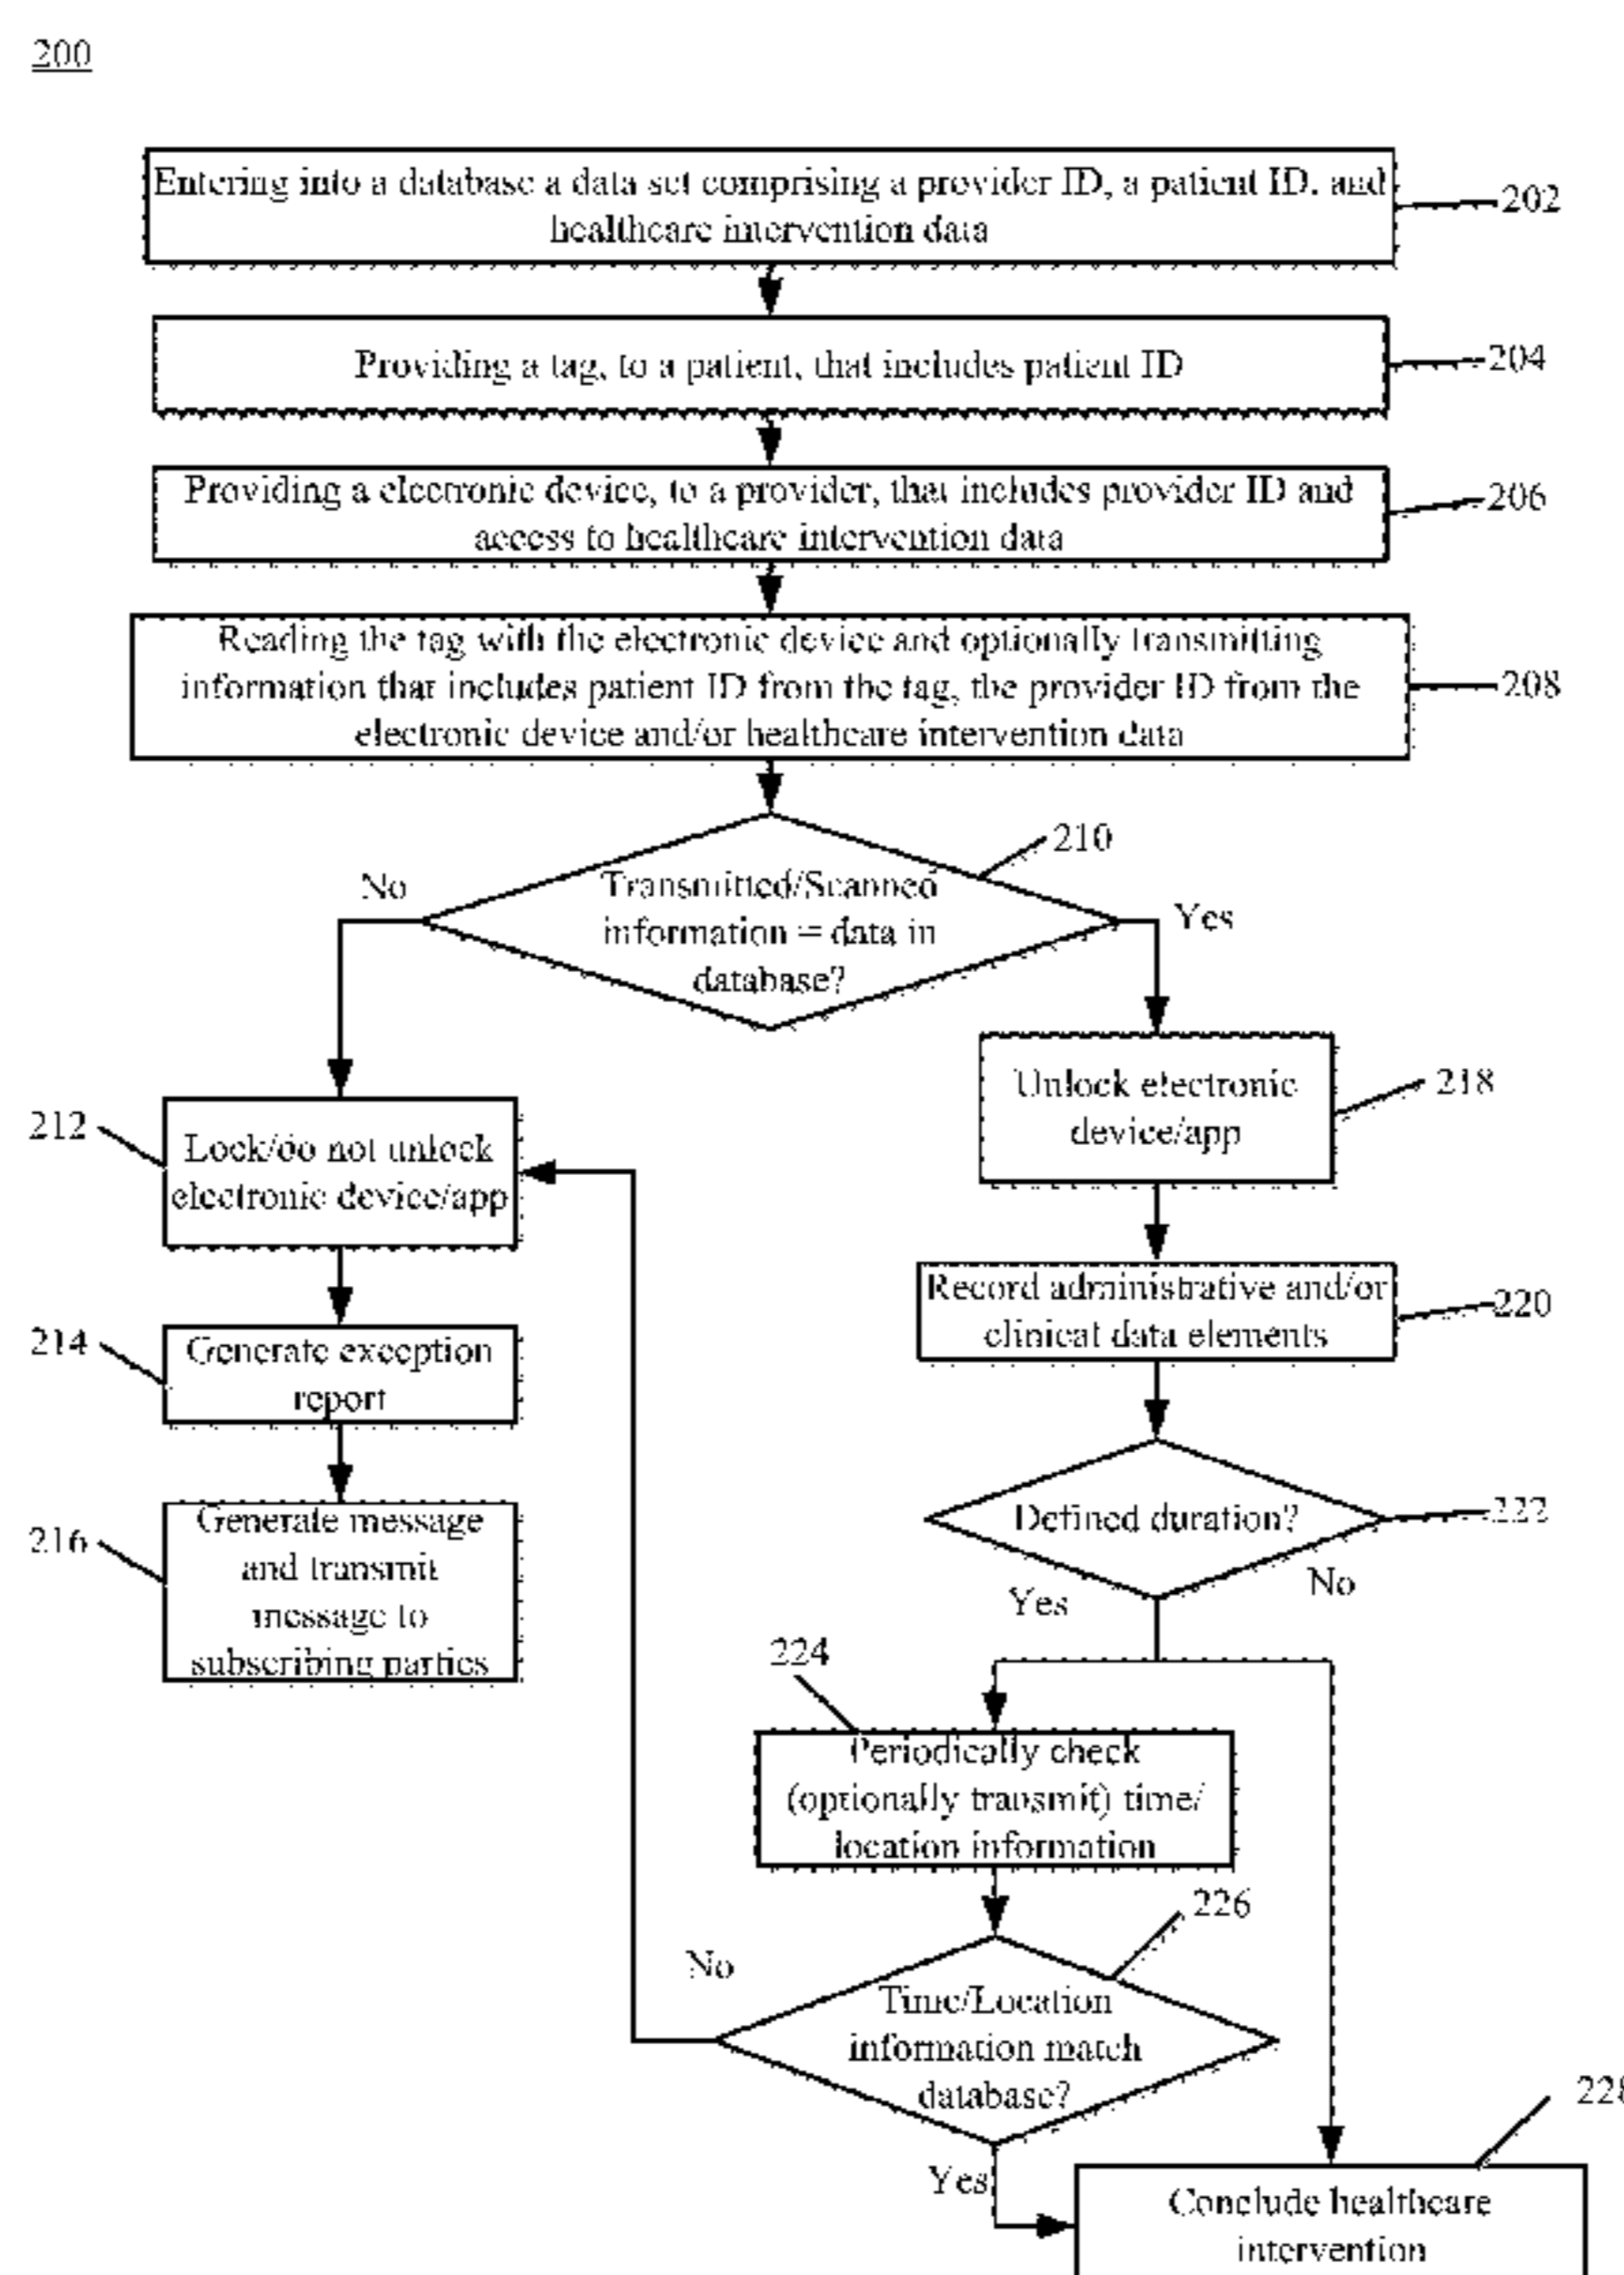 200
Entering into a database a data set comprising a provider ID, a patient ID, and
healthcare intervention data
202
Providing a tag, to a patient, that includes patient ID
204
Providing a electronic device, to a provider, that includes provider ID and
access to healthcare intervention data
206
Reading the tag with the electronic device and optionally transmitting
information that includes patient ID from the tag, the provider ID from the
electronic device and/or healthcare intervention data
208
210
No
Transmitted/Scanned
information = data in
database?
Yes
212
Lock/do not unlock
electronic device/app
Unlock electronic
device/app
218
214
Generate exception
report
Record administrative and/or
clinical data elements
220
216
Generate message
and transmit
message to
subscribing parties
Defined duration?
222
Yes
No
224
Periodically check
(optionally transmit) time/
location information
226
No
Time/Location
information match
database?
Yes
228
Conclude healthcare
intervention